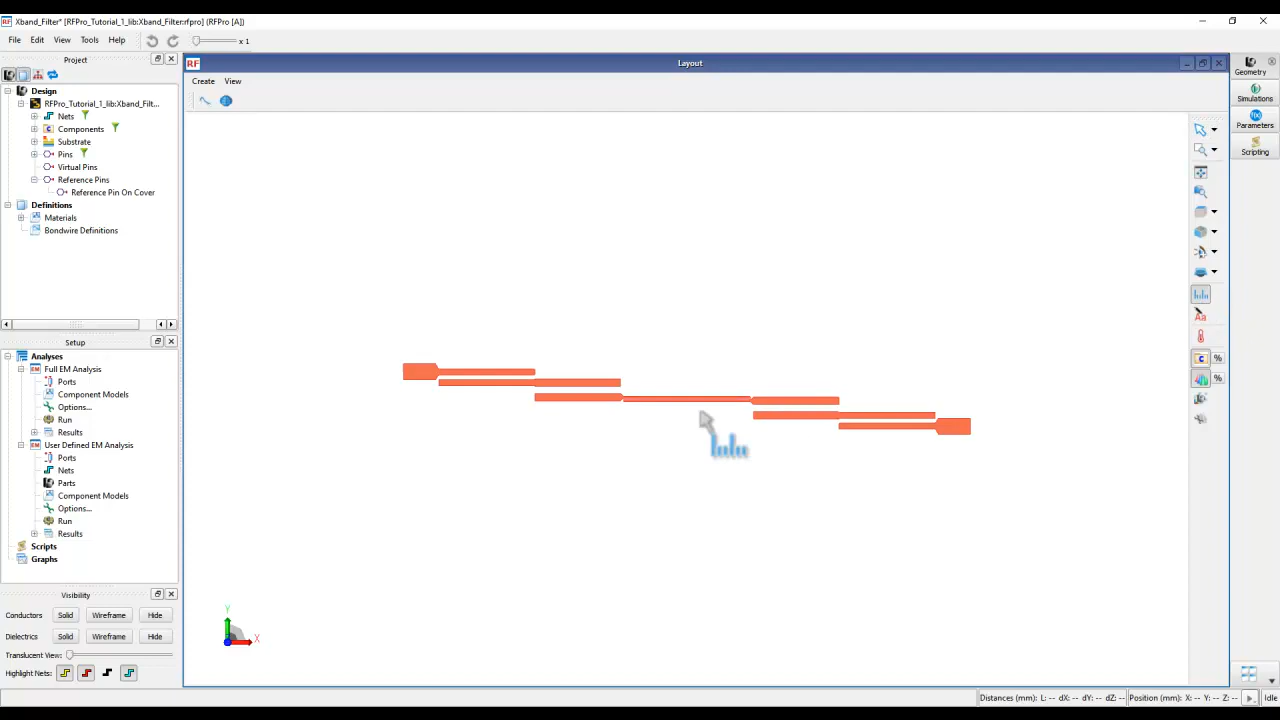 Xband_Filter* [RFPro_Tutorial_1_lib:Xband_Filter:rfpro] (RFPro [A])
File Edit View Tools Help x 1
Project
Design
RFPro_Tutorial_1_lib:Xband_Filt...
Nets
Components
Substrate
Pins
Virtual Pins
Reference Pins
Reference Pin On Cover
Definitions
Materials
Bondwire Definitions
Setup
Analyses
Full EM Analysis
Ports
Component Models
Options...
Run
Results
User Defined EM Analysis
Ports
Nets
Parts
Component Models
Options...
Run
Results
Scripts
Graphs
Visibility
Conductors Solid Wireframe Hide
Dielectrics Solid Wireframe Hide
Translucent View:
Highlight Nets:
RF Layout
Create View
Y
X
Aa
%
%
Geometry
Simulations
Parameters
Scripting
Distances (mm): L: -- dX: -- dY: -- dZ: -- Position (mm): X: -- Y: -- Z: -- Idle